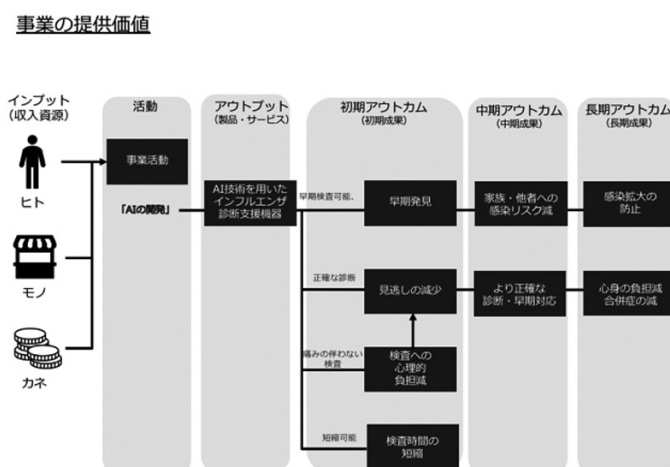 事業の提供価値
インプット
(収入資源)
ヒト
モノ
カネ
活動
事業活動
「AIの開発」
アウトプット
(製品・サービス)
AI技術を用いた
インフルエンザ
診断支援機器
初期アウトカム
(初期成果)
早期検査可能、
早期発見
正確な診断
見逃しの減少
痛みの伴わない
検査
検査への
心理的
負担減
短縮可能
検査時間の
短縮
中期アウトカム
(中期成果)
家族・他者への
感染リスク減
より正確な
診断・早期対応
長期アウトカム
(長期成果)
感染拡大の
防止
心身の負担減
合併症の減